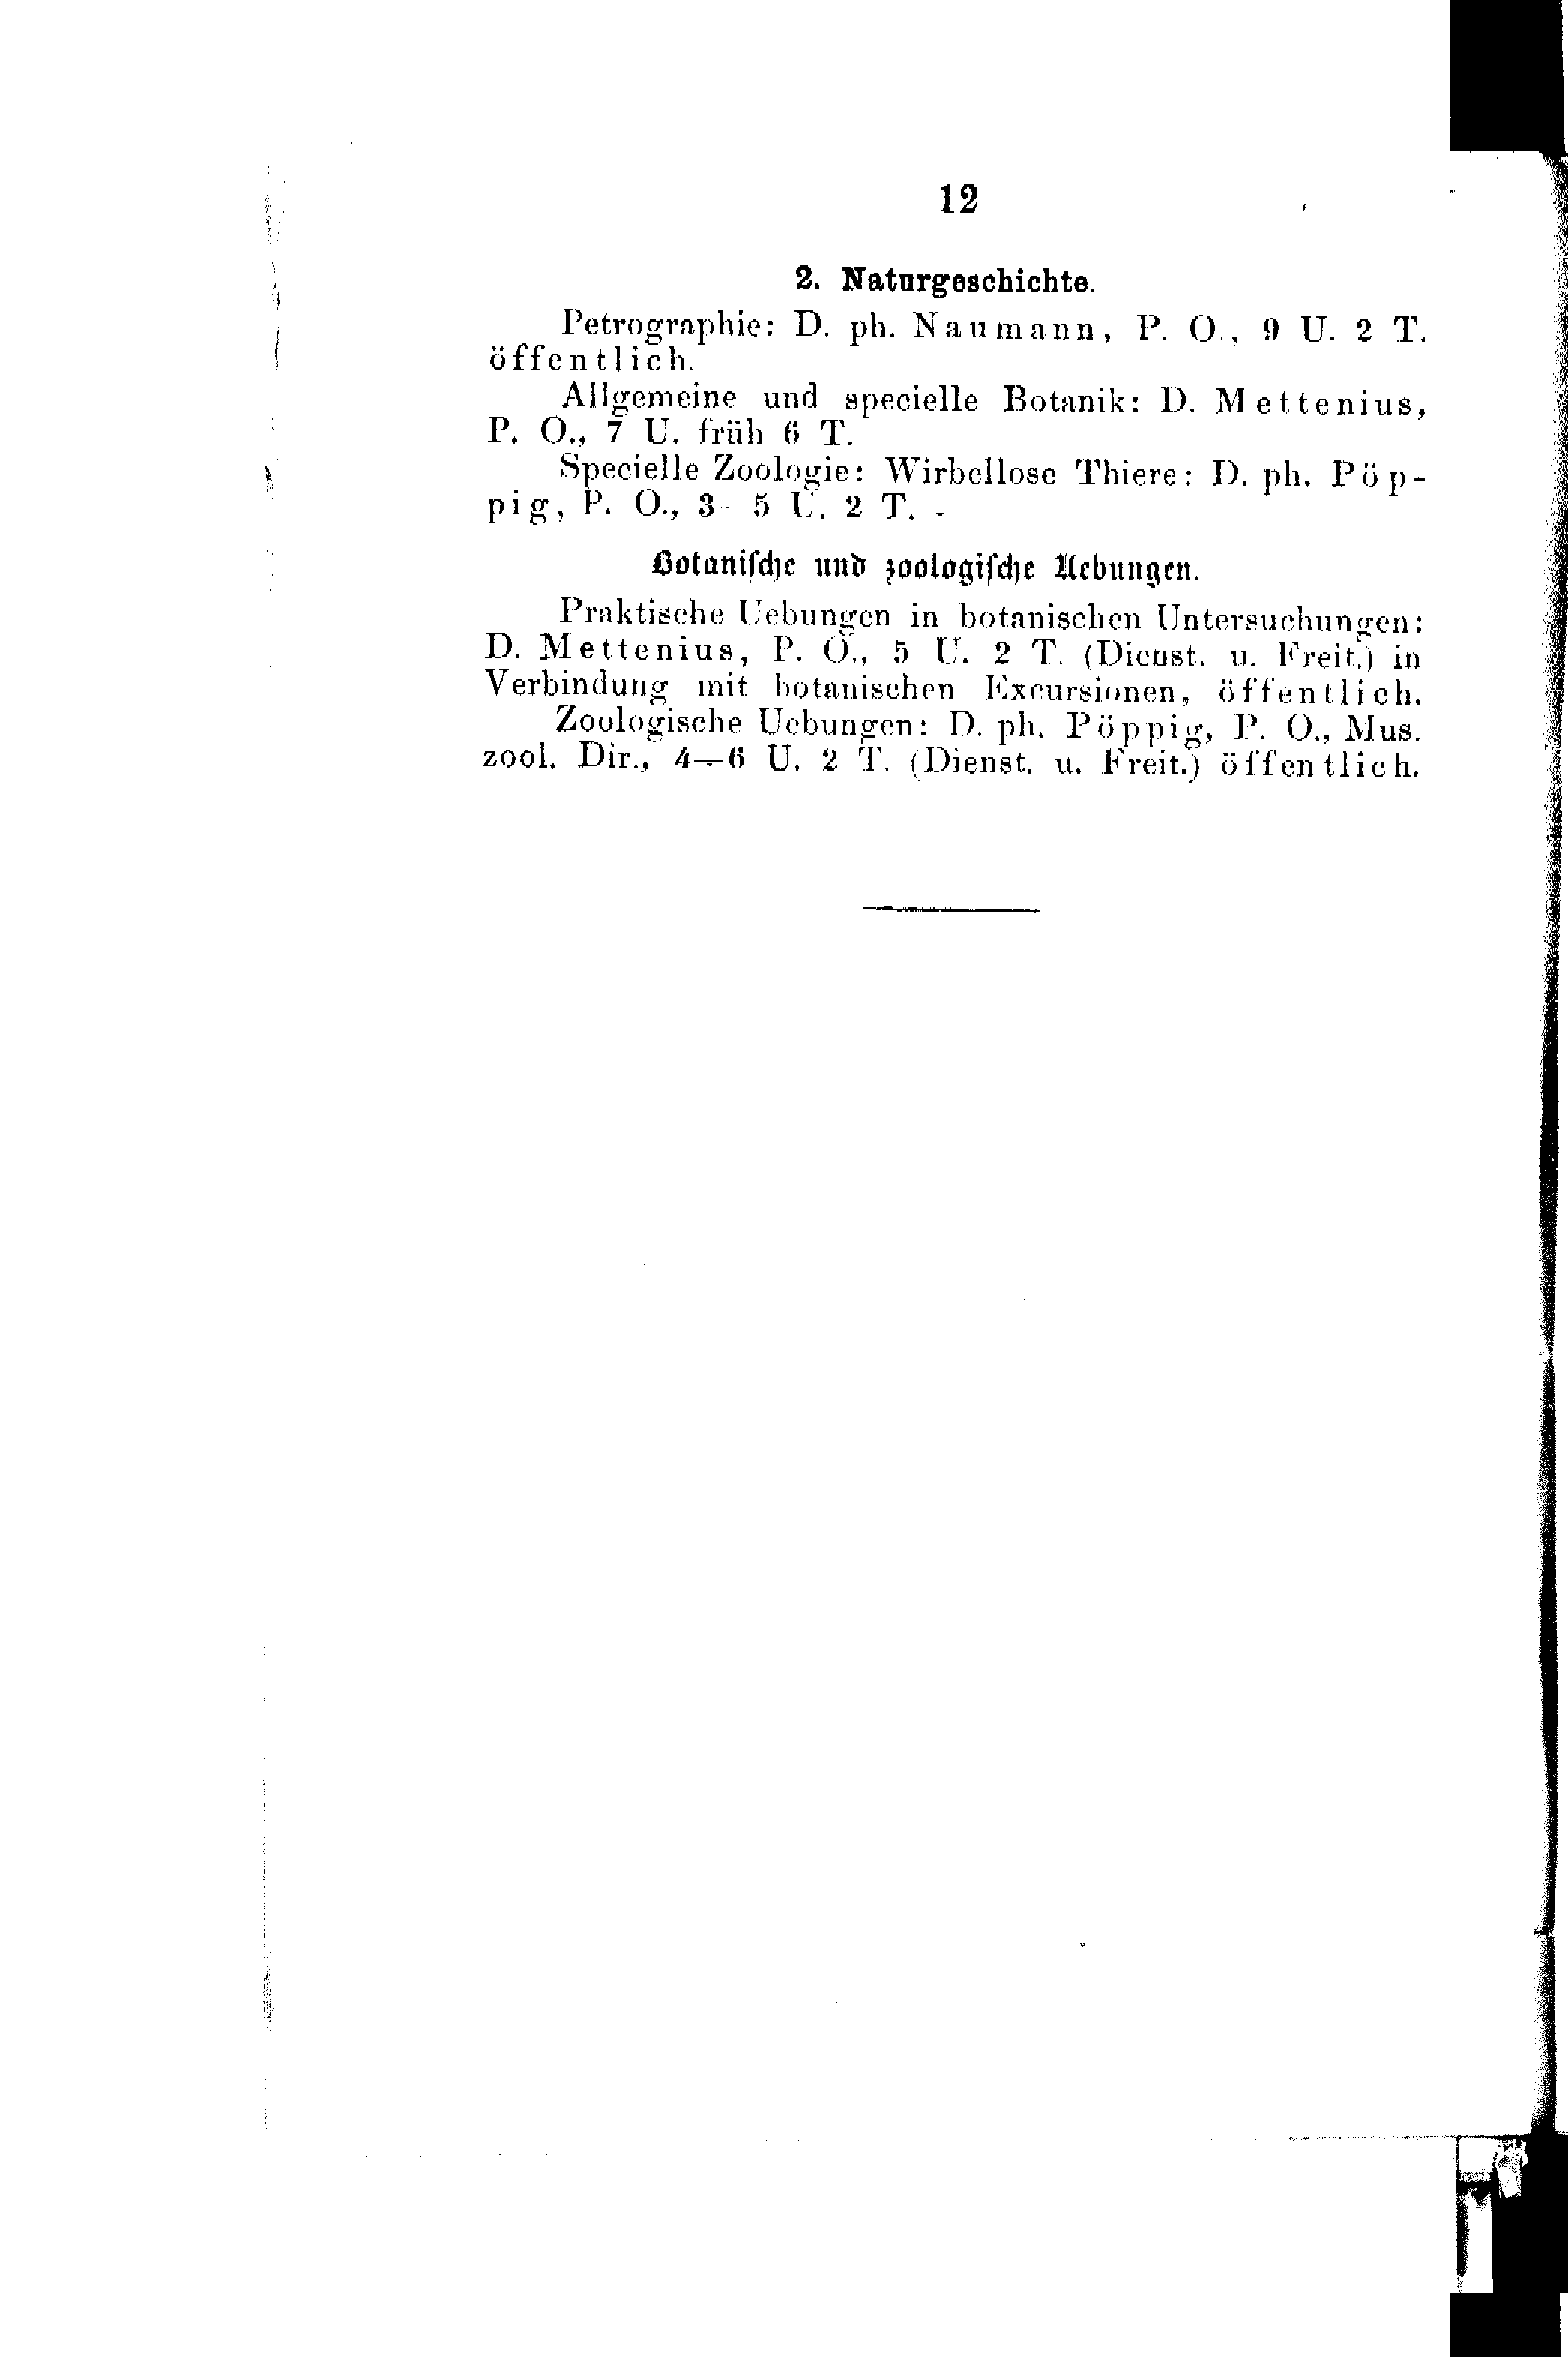 12
2. Naturgeschichte.
Petrographie: D. ph. Naumann, P. O., 9 U. 2 T.
öffentlich.
Allgemeine und specielle Botanik: D. Mettenius,
P. O., 7 U. früh 6 T.
Specielle Zoologie: Wirbellose Thiere: D. ph. Pöp-
pig, P. O., 3—5 U. 2 T.
Botaniſche und zoologiſche Uebungen.
Praktische Uebungen in botanischen Untersuchungen:
D. Mettenius, P. O., 5 U. 2 T. (Dienst. u. Freit.) in
Verbindung mit botanischen Excursionen, öffentlich.
Zoologische Uebungen: D. ph. Pöppig, P. O., Mus.
zool. Dir., 4—6 U. 2 T. (Dienst. u. Freit.) öffentlich.